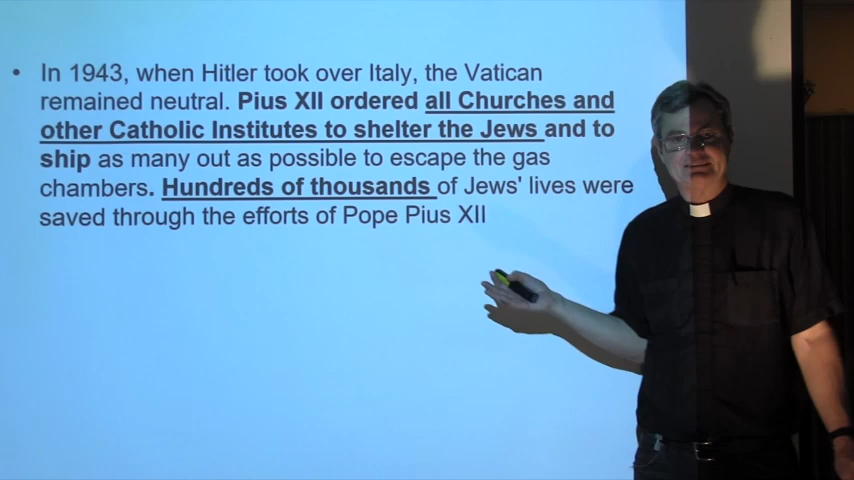 • In 1943, when Hitler took over Italy, the Vatican
remained neutral. Pius XII ordered all Churches and
other Catholic Institutes to shelter the Jews and to
ship as many out as possible to escape the gas
chambers. Hundreds of thousands of Jews' lives were
saved through the efforts of Pope Pius XII